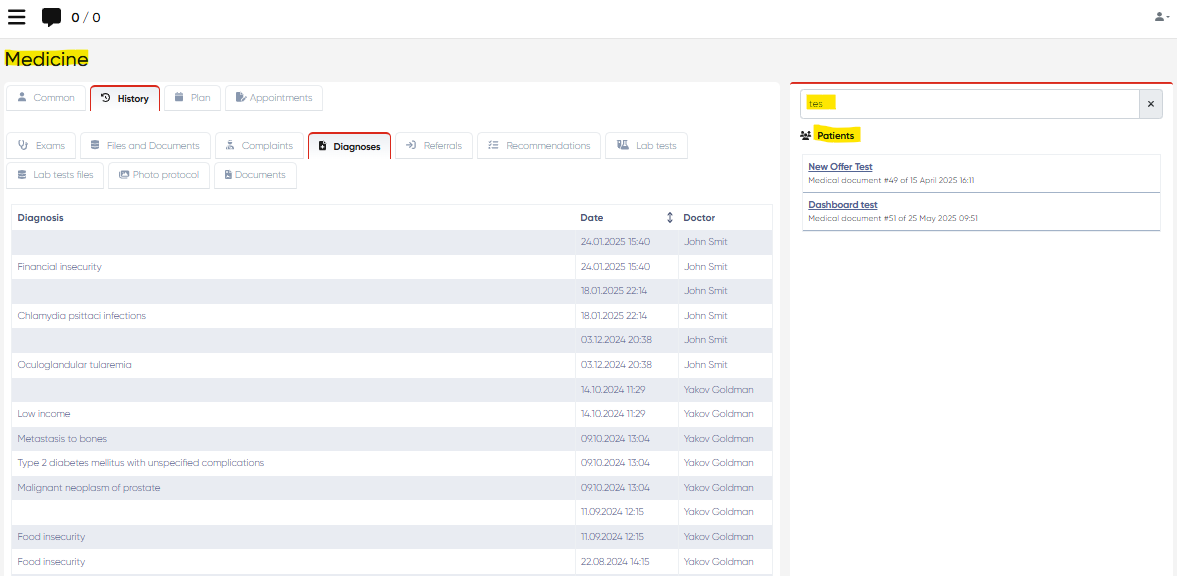 0 / 0
Medicine
Common History Plan Appointments
Exams Files and Documents Complaints Diagnoses Referrals Recommendations Lab tests
Lab tests files Photo protocol Documents
Diagnosis Date Doctor
24.01.2025 15:40 John Smit
Financial insecurity 24.01.2025 15:40 John Smit
18.01.2025 22:14 John Smit
Chlamydia psittaci infections 18.01.2025 22:14 John Smit
03.12.2024 20:38 John Smit
Oculoglandular tularemia 03.12.2024 20:38 John Smit
14.10.2024 11:29 Yakov Goldman
Low income 14.10.2024 11:29 Yakov Goldman
Metastasis to bones 09.10.2024 13:04 Yakov Goldman
Type 2 diabetes mellitus with unspecified complications 09.10.2024 13:04 Yakov Goldman
Malignant neoplasm of prostate 09.10.2024 13:04 Yakov Goldman
11.09.2024 12:15 Yakov Goldman
Food insecurity 11.09.2024 12:15 Yakov Goldman
Food insecurity 22.08.2024 14:15 Yakov Goldman
tes
Patients
New Offer Test
Medical document #49 of 15 April 2025 16:11
Dashboard test
Medical document #51 of 25 May 2025 09:51